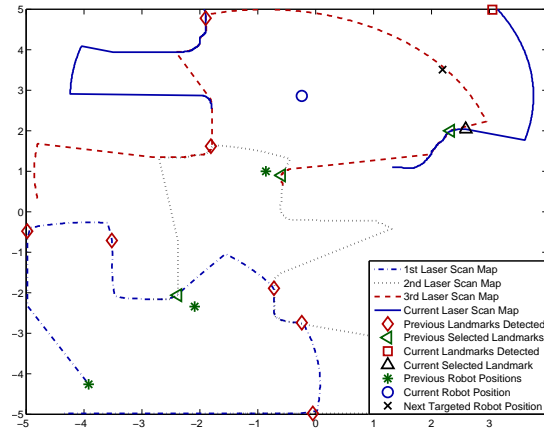 5
4
3
2
1
0
−1
−2
−3
−4
−5
−5 −4 −3 −2 −1 0 1 2 3
1st Laser Scan Map
2nd Laser Scan Map
3rd Laser Scan Map
Current Laser Scan Map
Previous Landmarks Detected
Previous Selected Landmarks
Current Landmarks Detected
Current Selected Landmark
Previous Robot Positions
Current Robot Position
Next Targeted Robot Position